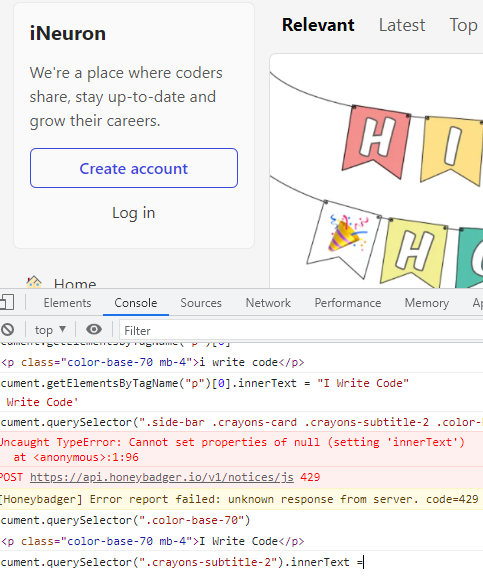 iNeuron
We're a place where coders
share, stay up-to-date and
grow their careers.
Create account
Log in
Home
Relevant Latest Top
H I
H
Elements Console Sources Network Performance Memory
top Filter
cument.getElementsByTagName("p")[0]
<p class="color-base-70 mb-4">i write code</p>
cument.getElementsByTagName("p")[0].innerText = "I Write Code"
Write Code'
cument.querySelector(".side-bar .crayons-card .crayons-subtitle-2 .color-b
Uncaught TypeError: Cannot set properties of null (setting 'innerText')
at <anonymous>:1:96
POST https://api.honeybadger.io/v1/notices/js 429
[Honeybadger] Error report failed: unknown response from server. code=429
cument.querySelector(".color-base-70")
<p class="color-base-70 mb-4">I Write Code</p>
cument.querySelector(".crayons-subtitle-2").innerText =